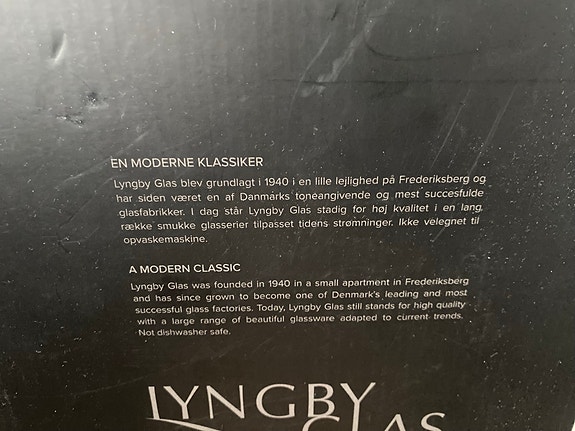 EN MODERNE KLASSIKER
Lyngby Glas blev grundlagt i 1940 i en lille lejlighed på Frederiksberg og
har siden været en af Danmarks toneangivende og mest succesfulde
glasfabrikker. I dag står Lyngby Glas stadig for høj kvalitet i en lang
række smukke glasserier tilpasset tidens strømninger. Ikke velegnet til
opvaskemaskine.
A MODERN CLASSIC
Lyngby Glas was founded in 1940 in a small apartment in Frederiksberg
and has since grown to become one of Denmark's leading and most
successful glass factories. Today, Lyngby Glas still stands for high quality
with a large range of beautiful glassware adapted to current trends.
Not dishwasher safe.
LYNGBY
GLAS